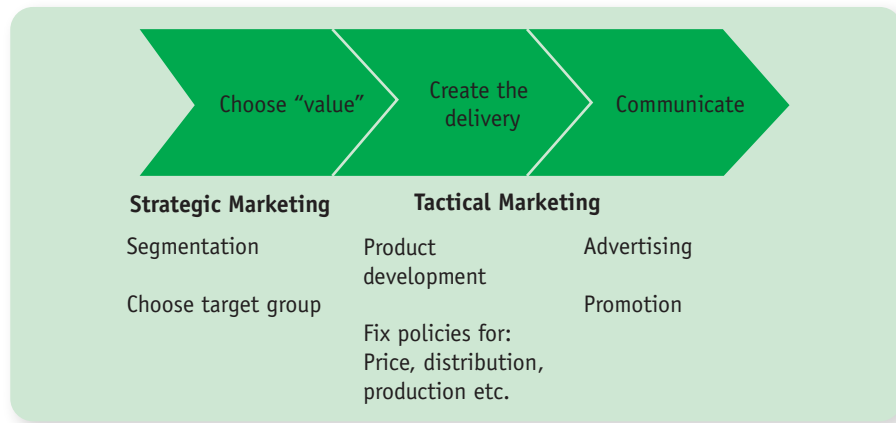 Choose “value”
Create the
delivery
Communicate
Strategic Marketing
Tactical Marketing
Segmentation
Choose target group
Product
development
Fix policies for:
Price, distribution,
production etc.
Advertising
Promotion